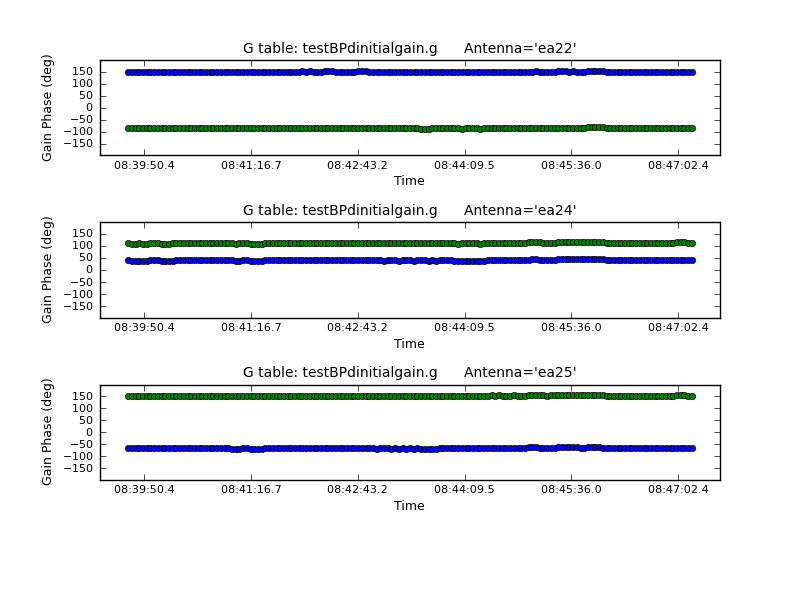 G table: testBPdinitialgain.g Antenna='ea22'
Gain Phase (deg)
150
100
50
0
−50
−100
−150
08:39:50.4 08:41:16.7 08:42:43.2 08:44:09.5 08:45:36.0 08:47:02.4
Time
G table: testBPdinitialgain.g Antenna='ea24'
Gain Phase (deg)
150
100
50
0
−50
−100
−150
08:39:50.4 08:41:16.7 08:42:43.2 08:44:09.5 08:45:36.0 08:47:02.4
Time
G table: testBPdinitialgain.g Antenna='ea25'
Gain Phase (deg)
150
100
50
0
−50
−100
−150
08:39:50.4 08:41:16.7 08:42:43.2 08:44:09.5 08:45:36.0 08:47:02.4
Time